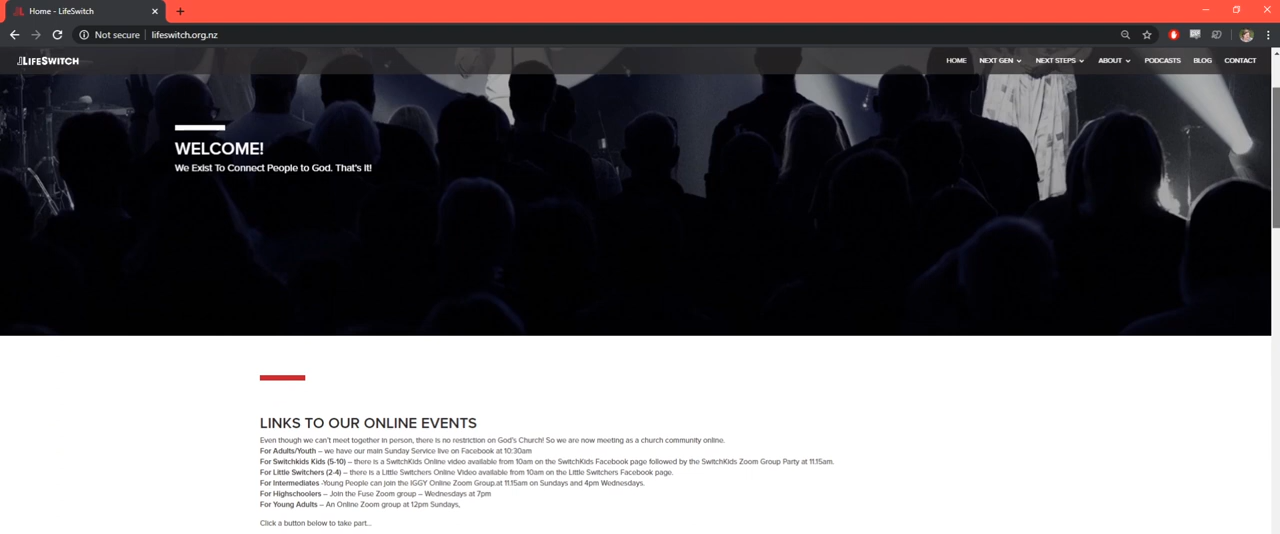 Home - LifeSwitch
Not secure lifeswitch.org.nz
LIFESWITCH
HOME NEXT GEN NEXT STEPS ABOUT PODCASTS BLOG CONTACT
WELCOME!
We Exist To Connect People to God. That's It!
LINKS TO OUR ONLINE EVENTS
Even though we can't meet together in person, there is no restriction on God's Church! So we are now meeting as a church community online.
For Adults/Youth – we have our main Sunday Service live on Facebook at 10:30am
For Switchkids Kids (5-10) – there is a SwitchKids Online video available from 10am on the SwitchKids Facebook page followed by the SwitchKids Zoom Group Party at 11.15am.
For Little Switchers (2-4) – there is a Little Switchers Online Video available from 10am on the Little Switchers Facebook page.
For Intermediates -Young People can join the IGGY Online Zoom Group.at 11.15am on Sundays and 4pm Wednesdays.
For Highschoolers – Join the Fuse Zoom group – Wednesdays at 7pm
For Young Adults – An Online Zoom group at 12pm Sundays,
Click a button below to take part...